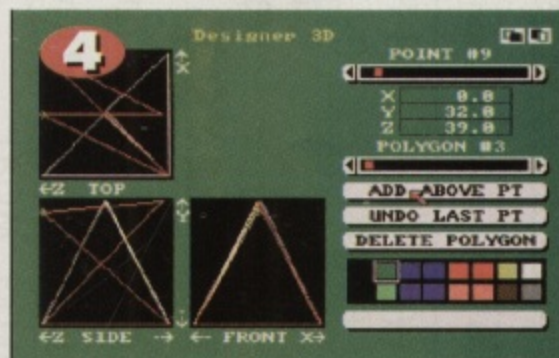 4
Designer 3D
POINT #9
X 0.0
Y 32.0
Z 39.0
POLYGON #3
ADD ABOVE PT
UNDO LAST PT
DELETE POLYGON
X
←Z TOP
Y
←Z SIDE →
← FRONT X→